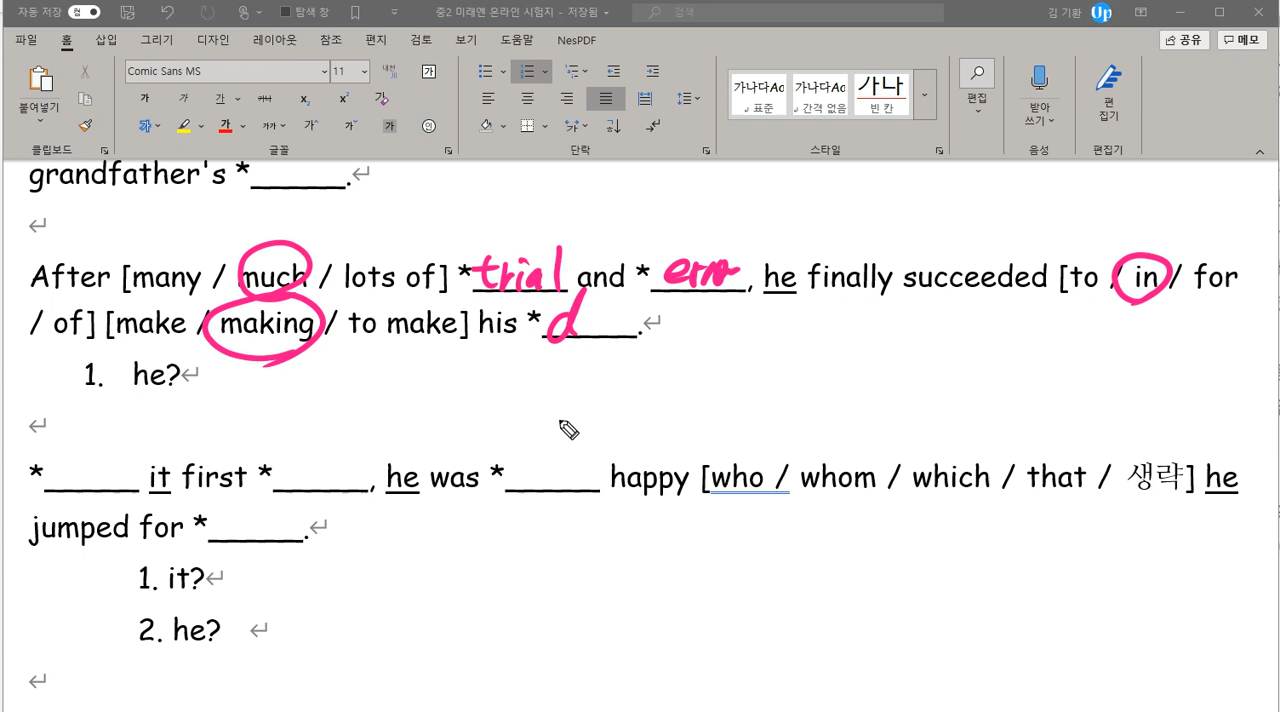 자동 저장 컴 탐색 창 중2 미래엔 온라인 시험지 - 저장됨 검색 김 기환 Up
파일 홈 삽입 그리기 디자인 레이아웃 참조 편지 검토 보기 도움말 NesPDF 공유 메모
붙여넣기 Comic Sans MS 11 가나다Aa 가나다Aa 가나 편집 받아쓰기 편집기
표준 간격 없음 빈 칸
클립보드 글꼴 단락 스타일 음성 편집기
grandfather's *______.
After [many / much / lots of] *trial and *error, he finally succeeded [to / in / for
/ of] [make / making / to make] his *d______.
1. he?
*______ it first *______, he was *______ happy [who / whom / which / that / 생략] he
jumped for *______.
1. it?
2. he?